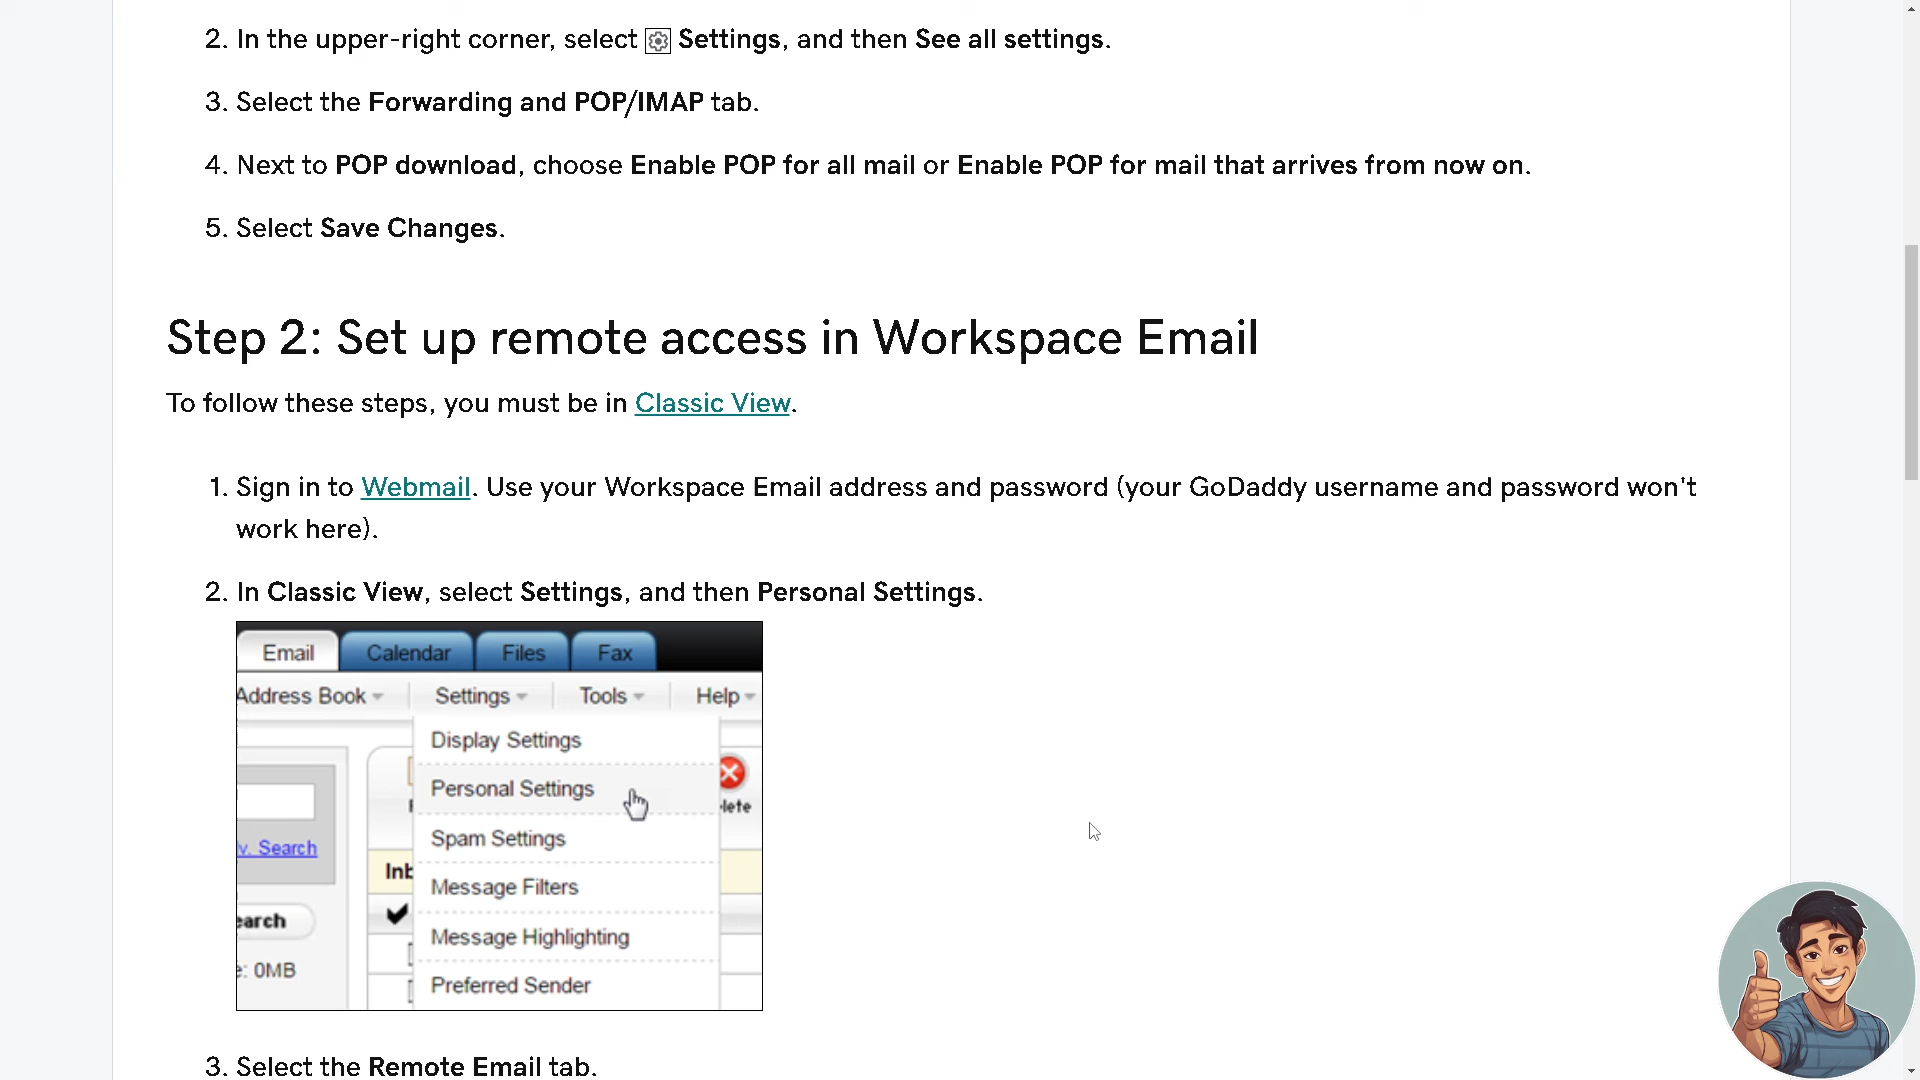 2. In the upper-right corner, select Settings, and then See all settings.
3. Select the Forwarding and POP/IMAP tab.
4. Next to POP download, choose Enable POP for all mail or Enable POP for mail that arrives from now on.
5. Select Save Changes.
Step 2: Set up remote access in Workspace Email
To follow these steps, you must be in Classic View.
1. Sign in to Webmail. Use your Workspace Email address and password (your GoDaddy username and password won't
work here).
2. In Classic View, select Settings, and then Personal Settings.
Email Calendar Files Fax
Address Book Settings Tools Help
Display Settings
Personal Settings
lete
Spam Settings
v. Search
Inb
Message Filters
earch
Message Highlighting
e: 0MB
Preferred Sender
3. Select the Remote Email tab.